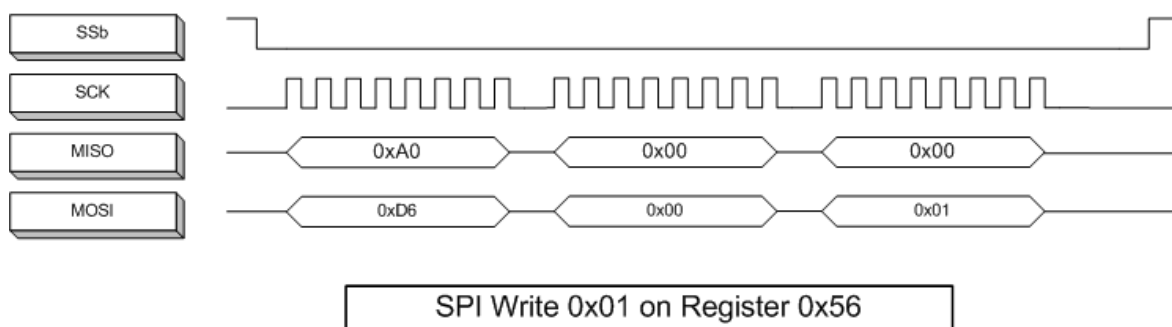 SSb
SCK
MISO 0xA0 0x00 0x00
MOSI 0xD6 0x00 0x01
SPI Write 0x01 on Register 0x56